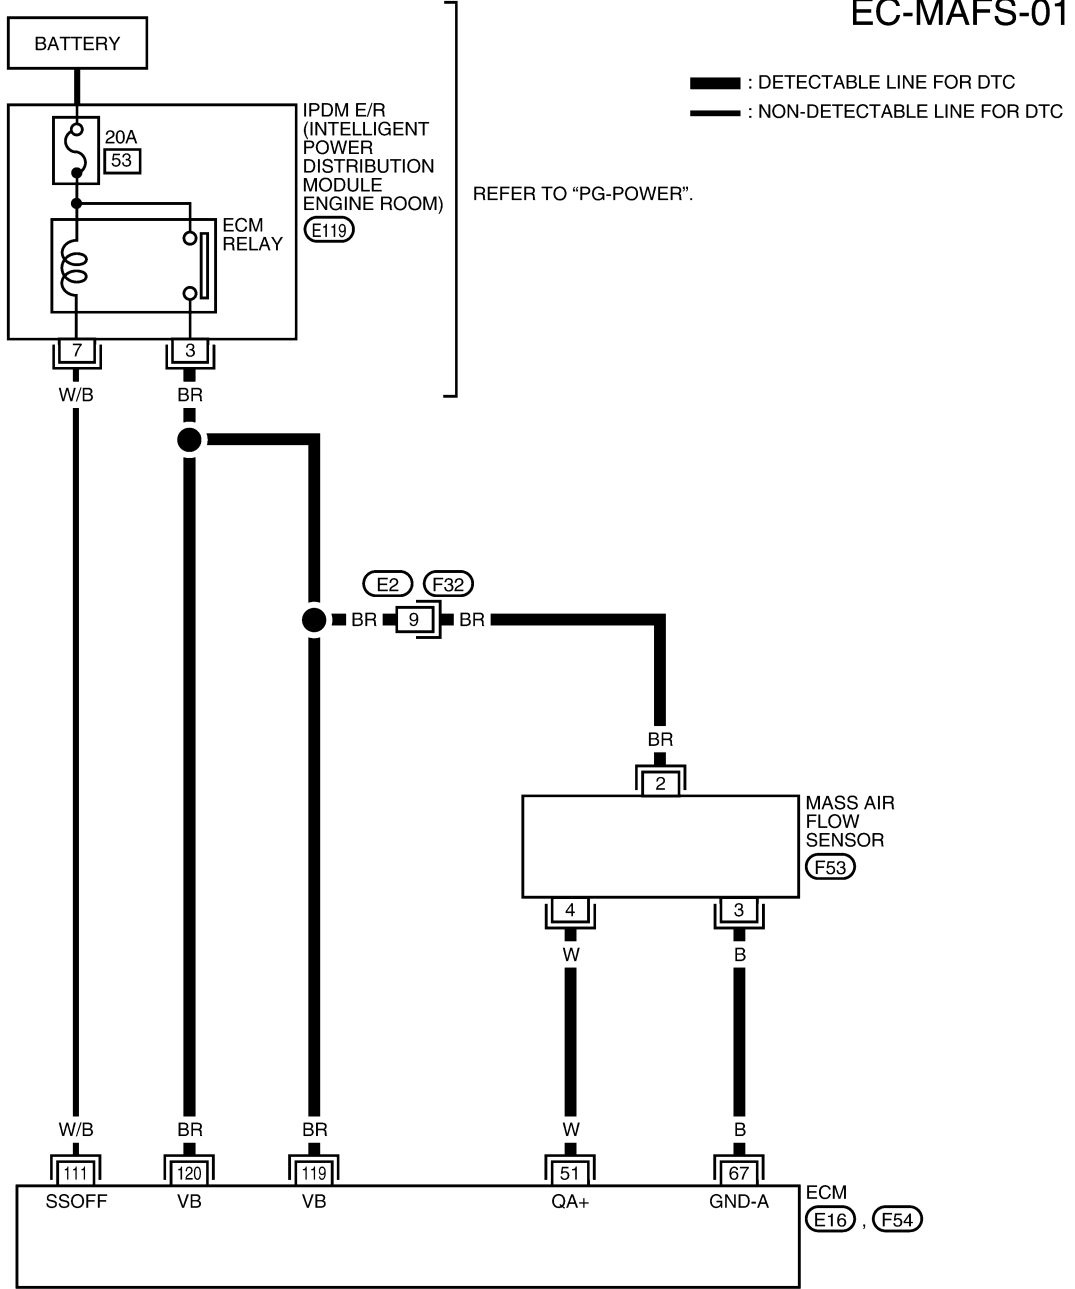 EC-MAFS-01
BATTERY
: DETECTABLE LINE FOR DTC
: NON-DETECTABLE LINE FOR DTC
IPDM E/R
(INTELLIGENT
POWER
DISTRIBUTION
MODULE
ENGINE ROOM)
E119
20A
53
REFER TO “PG-POWER”.
ECM
RELAY
7
3
W/B
BR
E2
F32
BR
9
BR
BR
2
MASS AIR
FLOW
SENSOR
F53
4
3
W
B
W/B
BR
BR
W
B
111
120
119
51
67
SSOFF
VB
VB
QA+
GND-A
ECM
E16 , F54